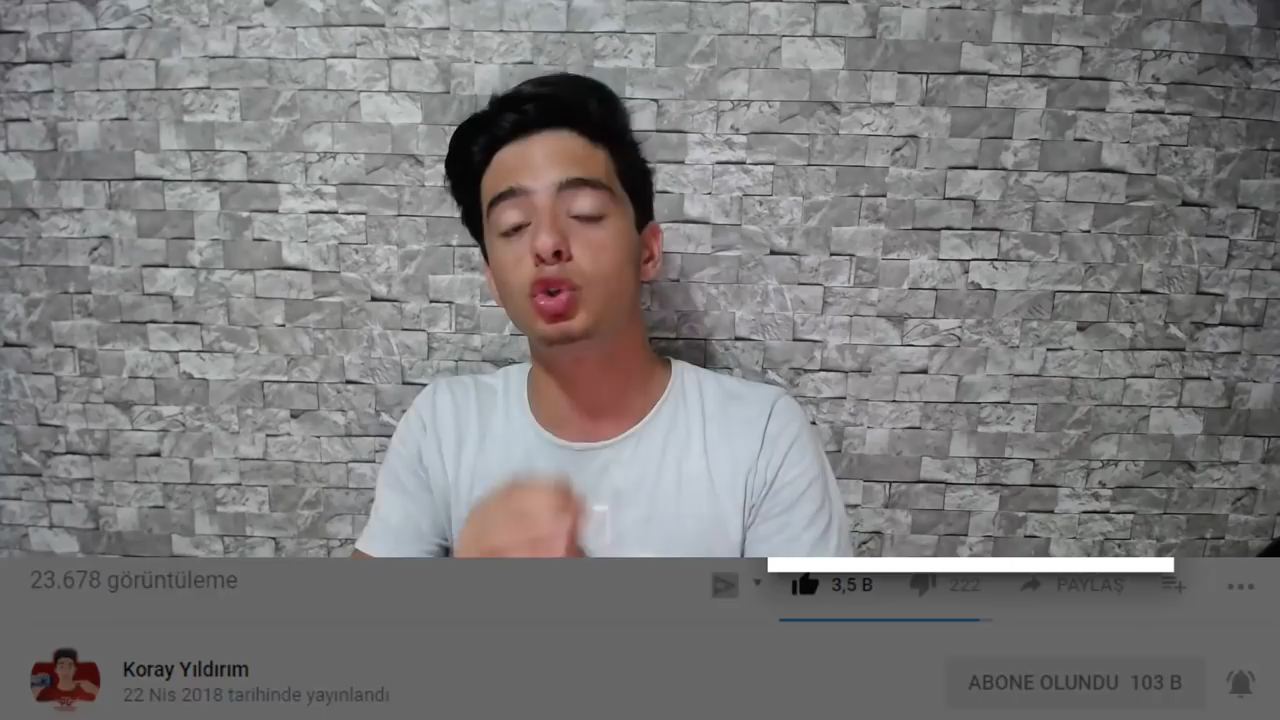 23.678 görüntüleme
3,5 B
222
PAYLAŞ
Koray Yıldırım
22 Nis 2018 tarihinde yayınlandı
ABONE OLUNDU 103 B